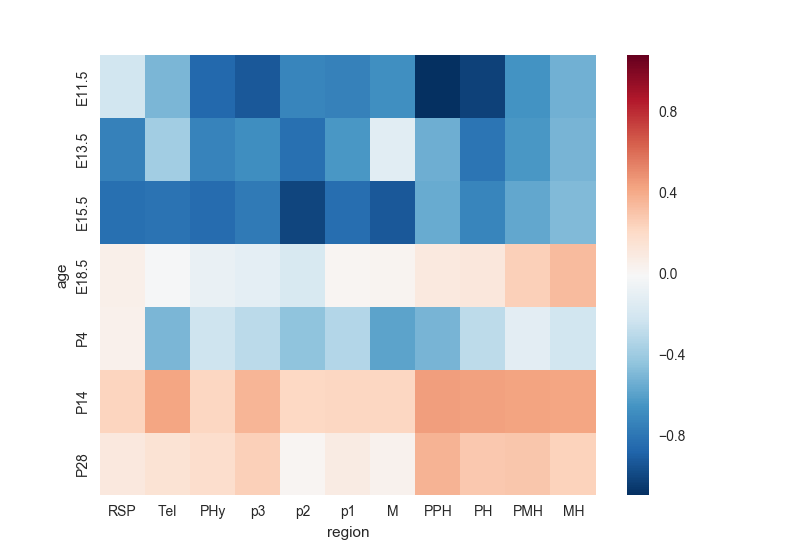 age
E11.5
E13.5
E15.5
E18.5
P4
P14
P28
RSP Tel PHy p3 p2 p1 M PPH PH PMH MH
region
0.8
0.4
0.0
−0.4
−0.8